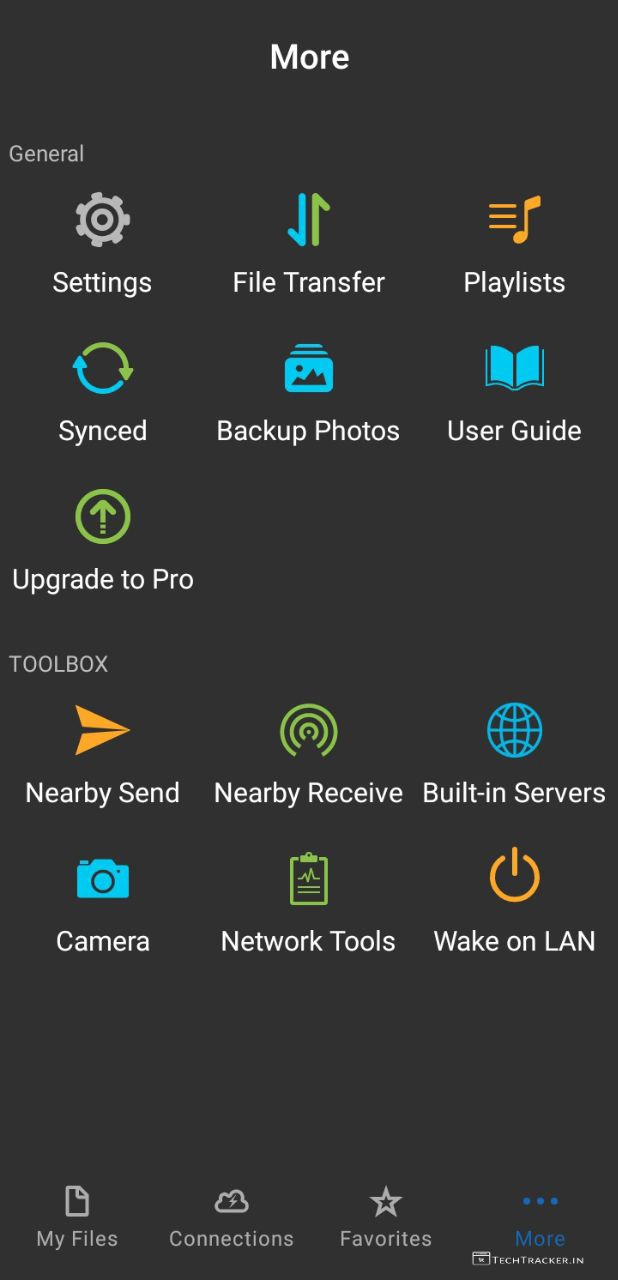 More
General
Settings
File Transfer
Playlists
Synced
Backup Photos
User Guide
Upgrade to Pro
TOOLBOX
Nearby Send
Nearby Receive
Built-in Servers
Camera
Network Tools
Wake on LAN
My Files
Connections
Favorites
More
TECHTRACKER.IN